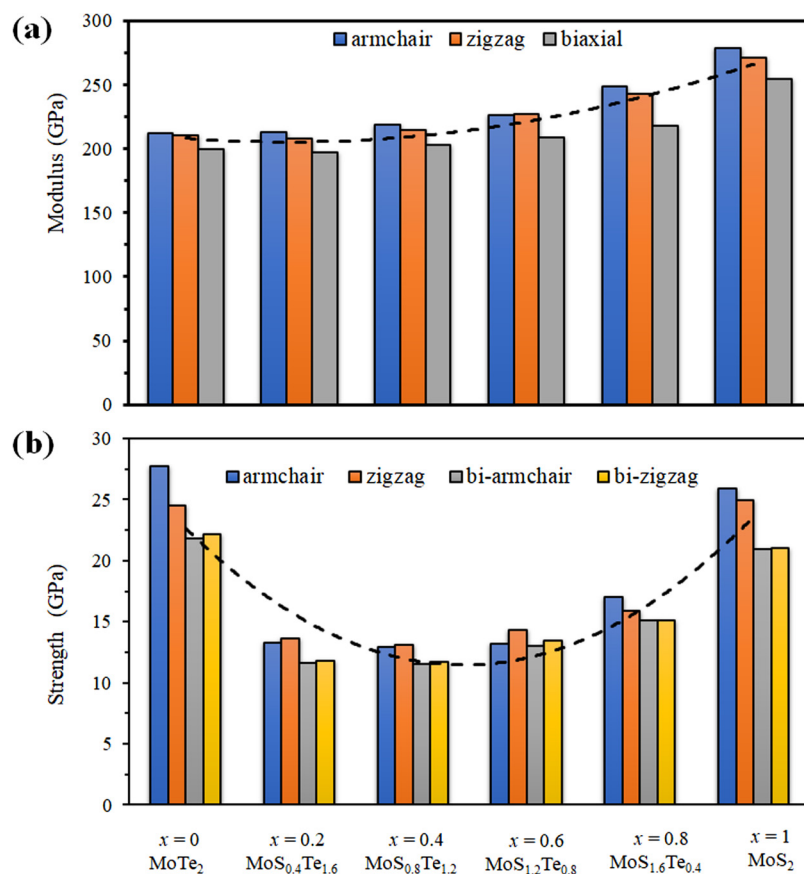 (a)
300
250
200
150
100
50
0
Modulus (GPa)
armchair zigzag biaxial
(b)
30
25
20
15
10
5
0
Strength (GPa)
armchair zigzag bi-armchair bi-zigzag
x = 0 x = 0.2 x = 0.4 x = 0.6 x = 0.8 x = 1
MoTe₂ MoS₀.₄Te₁.₆ MoS₀.₈Te₁.₂ MoS₁.₂Te₀.₈ MoS₁.₆Te₀.₄ MoS₂